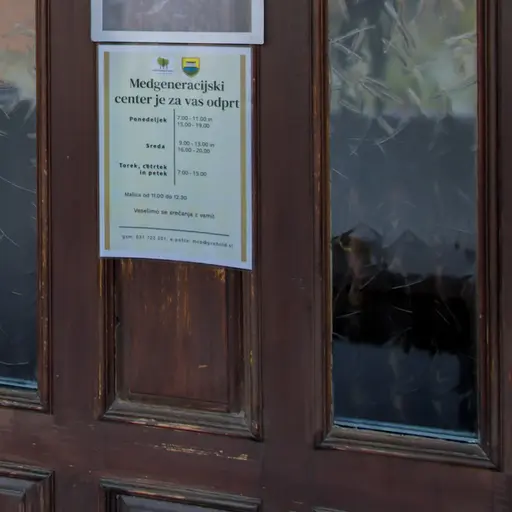 Medgeneracijski
center je za vas odprt
Ponedeljek
7.00 - 11.00 in
15.00 - 19.00
Sreda
9.00 - 13.00 in
16.00 - 20.00
Torek, četrtek
in petek
7.00 - 15.00
Malica od 11.00 do 12.30
Veselimo se srečanja z vami!